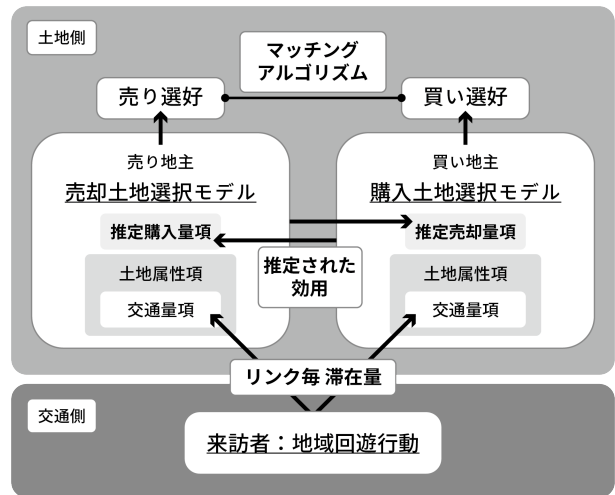 土地側
マッチング
アルゴリズム
売り選好
買い選好
売り地主
売却土地選択モデル
推定購入量項
土地属性項
交通量項
買い地主
購入土地選択モデル
推定売却量項
土地属性項
交通量項
推定された
効用
リンク毎 滞在量
交通側
来訪者：地域回遊行動